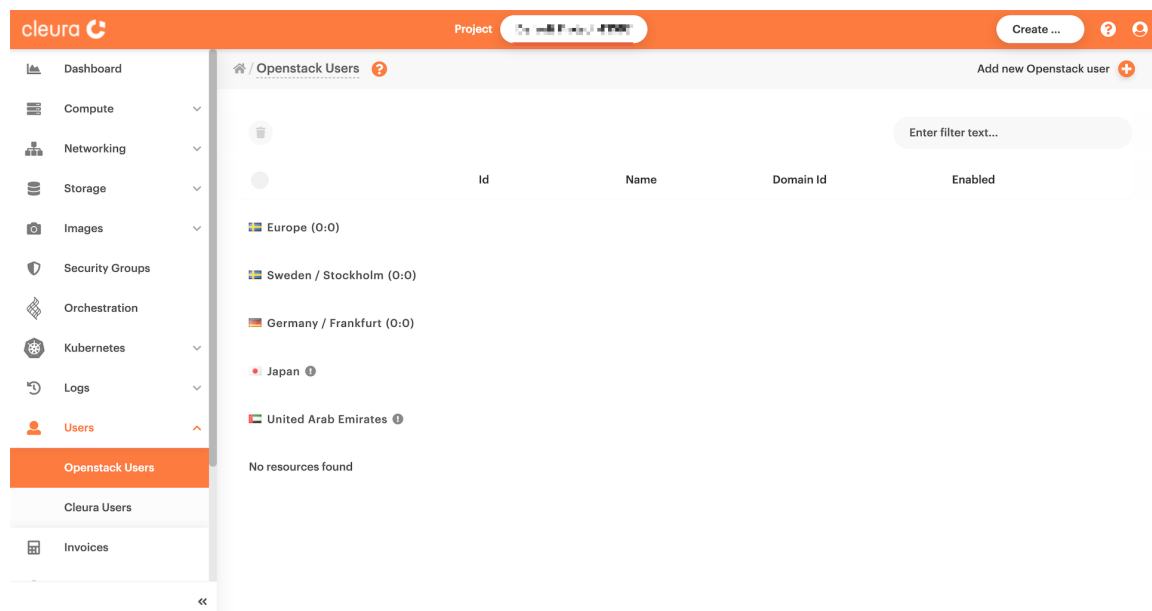 cleura
Project
Create ...
Dashboard
Compute
Networking
Storage
Images
Security Groups
Orchestration
Kubernetes
Logs
Users
Openstack Users
Cleura Users
Invoices
«
/ Openstack Users ?
Add new Openstack user
Enter filter text...
Id Name Domain Id Enabled
Europe (0:0)
Sweden / Stockholm (0:0)
Germany / Frankfurt (0:0)
Japan
United Arab Emirates
No resources found